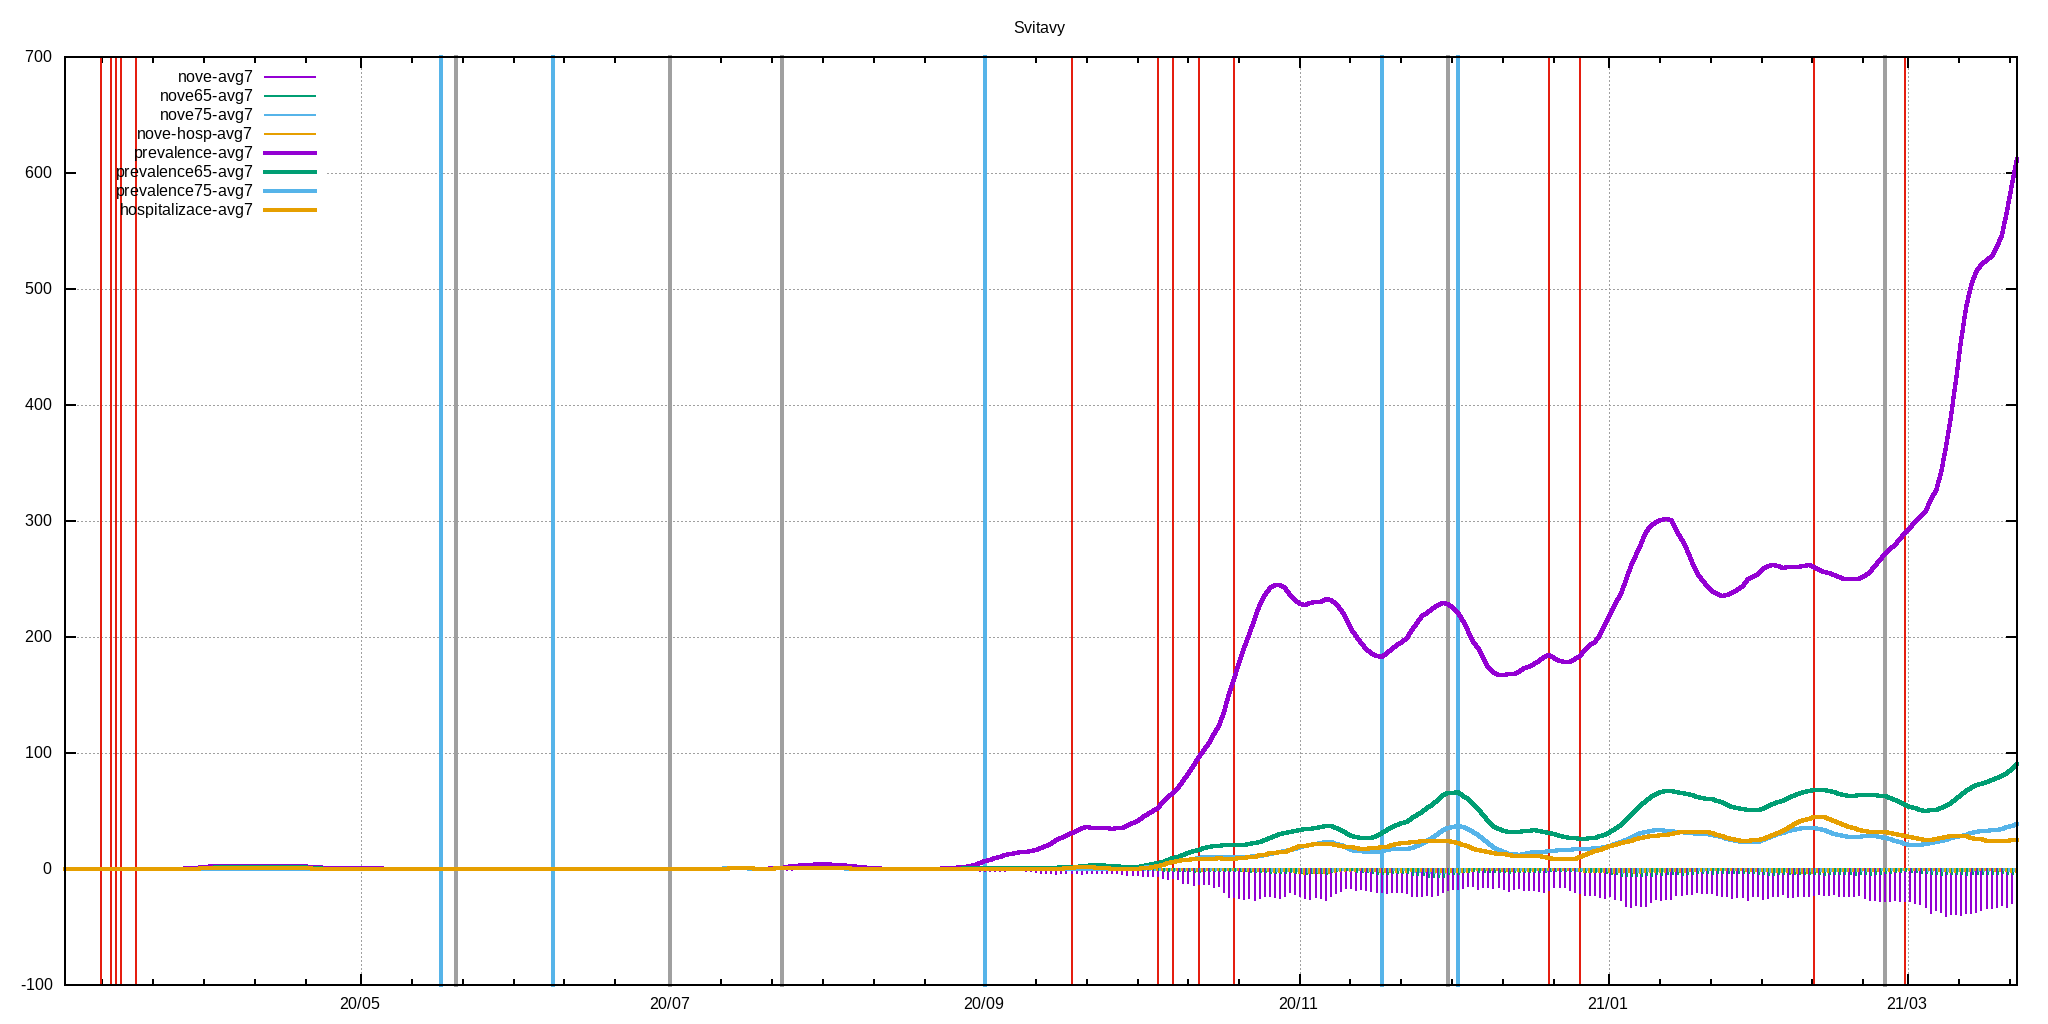 Svitavy
700
600
500
400
300
200
100
0
-100
nove-avg7
nove65-avg7
nove75-avg7
nove-hosp-avg7
prevalence-avg7
prevalence65-avg7
prevalence75-avg7
hospitalizace-avg7
20/05
20/07
20/09
20/11
21/01
21/03